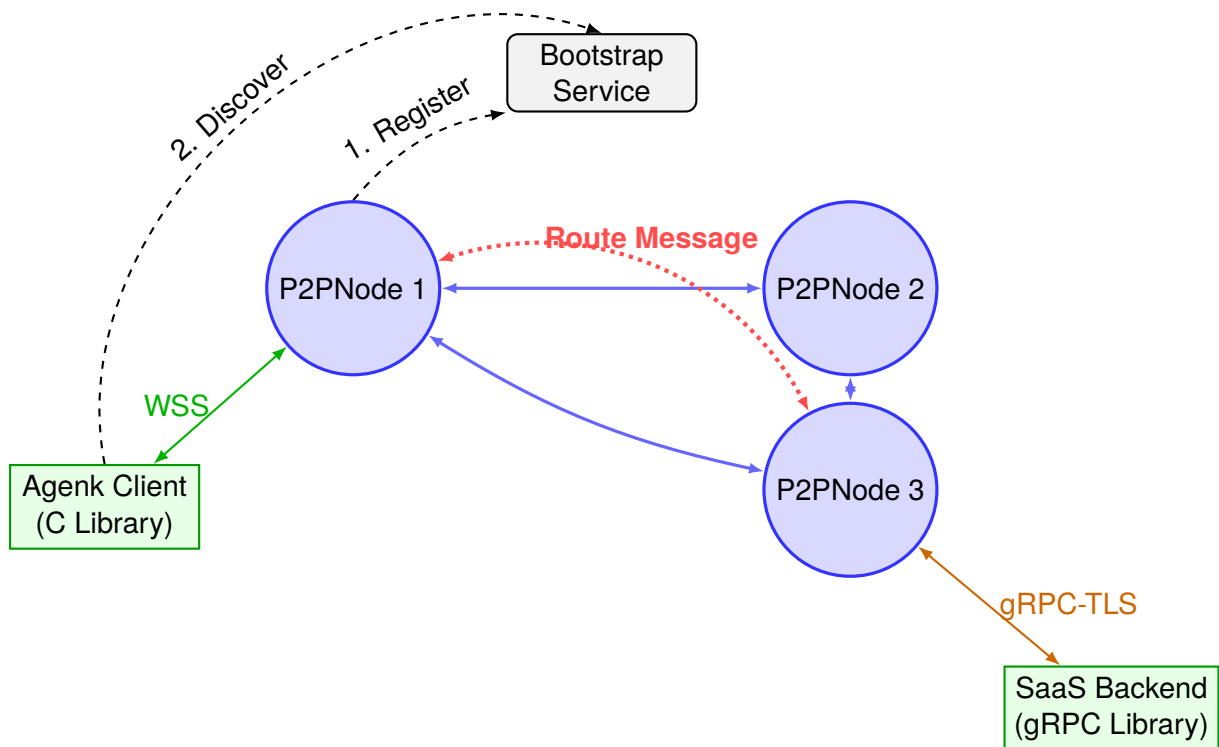 Bootstrap
Service
2. Discover
1. Register
Route Message
P2PNode 1
P2PNode 2
WSS
Agenk Client
(C Library)
P2PNode 3
gRPC-TLS
SaaS Backend
(gRPC Library)